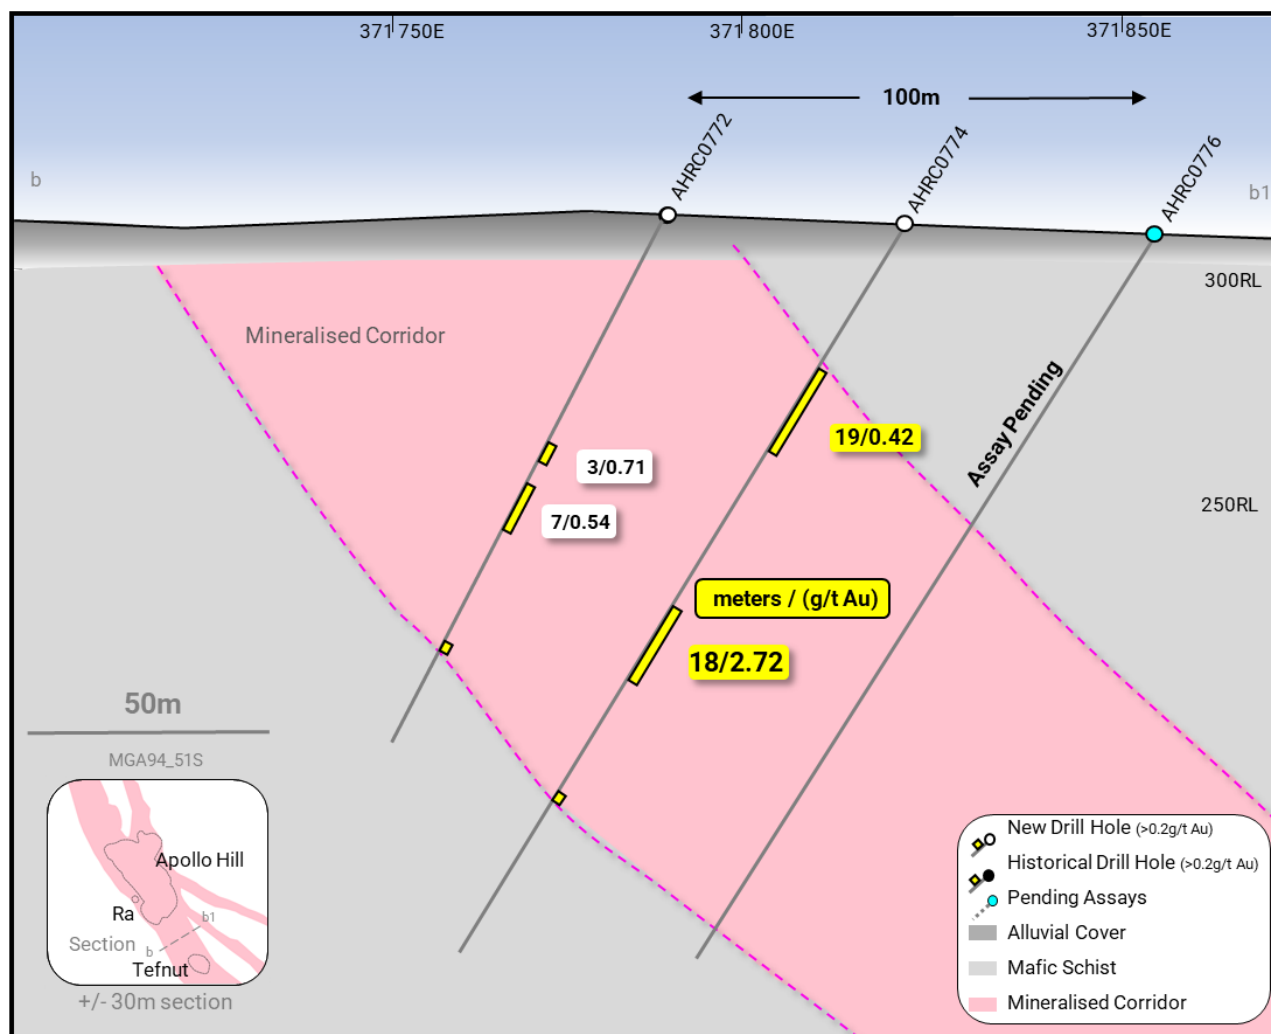 371750E
371800E
371850E
100m
AHRC0772
AHRC0774
AHRC0776
b
b1
300RL
Mineralised Corridor
Assay Pending
19/0.42
3/0.71
250RL
7/0.54
meters / (g/t Au)
18/2.72
50m
MGA94_51S
Apollo Hill
Ra
b1
Section
b
Tefnut
+/- 30m section
New Drill Hole (>0.2g/t Au)
Historical Drill Hole (>0.2g/t Au)
Pending Assays
Alluvial Cover
Mafic Schist
Mineralised Corridor